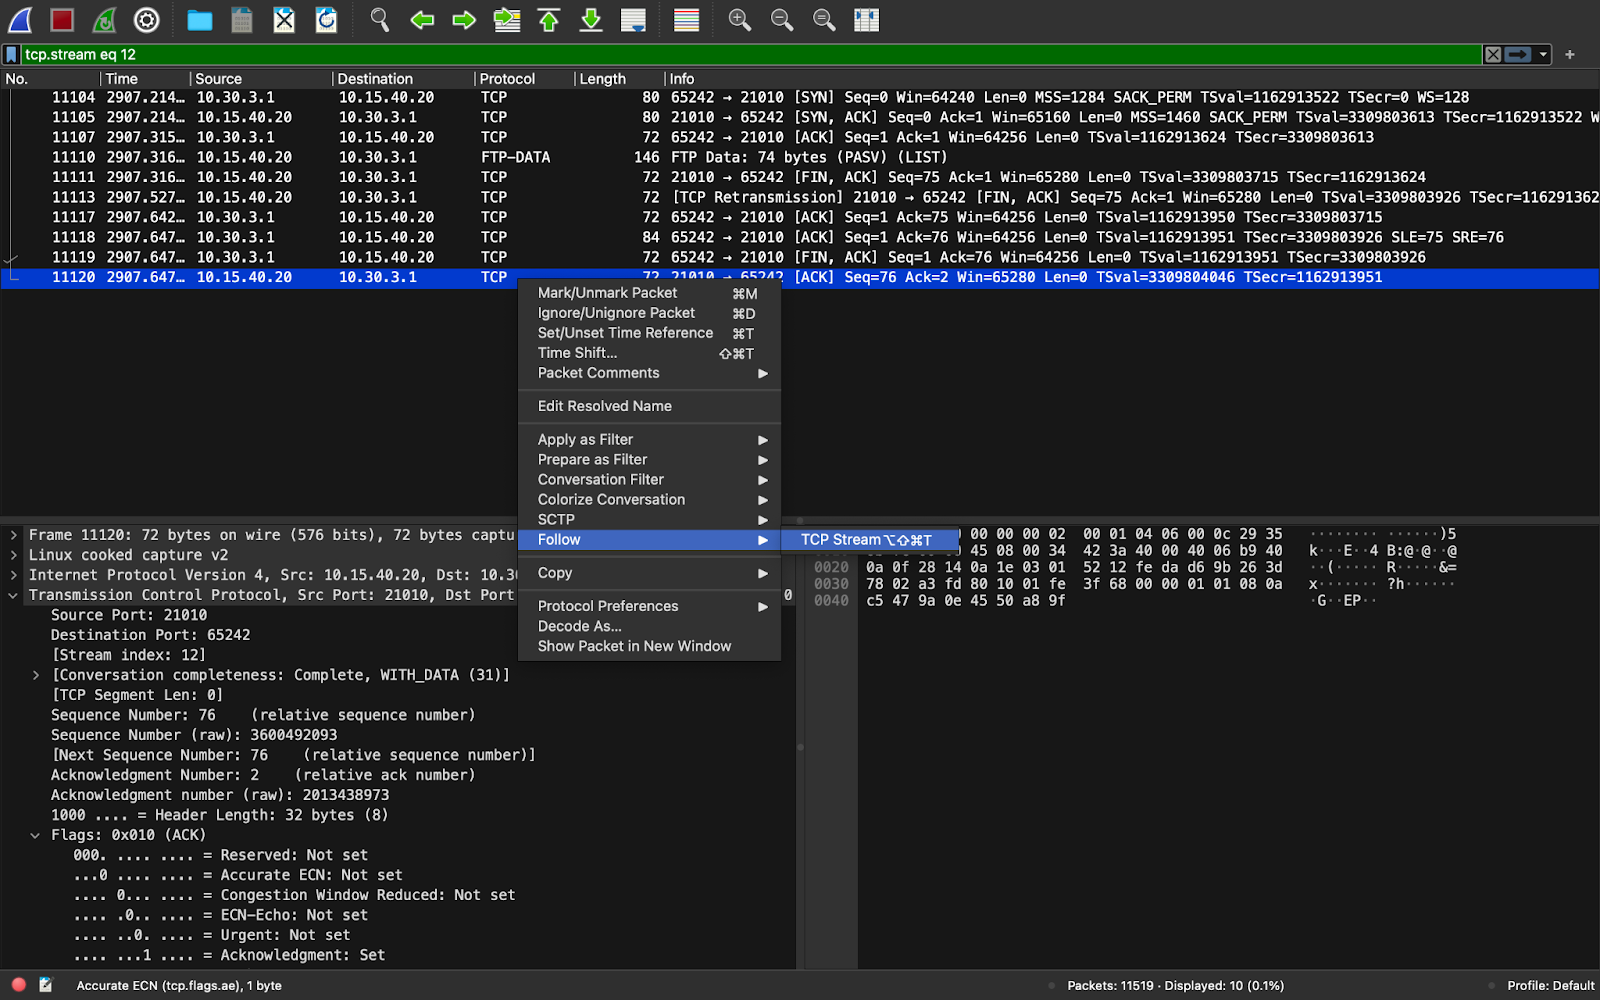 tcp.stream eq 12
No. Time Source Destination Protocol Length Info
11104 2907.214… 10.30.3.1 10.15.40.20 TCP 80 65242 → 21010 [SYN] Seq=0 Win=64240 Len=0 MSS=1284 SACK_PERM TSval=1162913522 TSecr=0 WS=128
11105 2907.214… 10.15.40.20 10.30.3.1 TCP 80 21010 → 65242 [SYN, ACK] Seq=0 Ack=1 Win=65160 Len=0 MSS=1460 SACK_PERM TSval=3309803613 TSecr=1162913522 W
11107 2907.315… 10.30.3.1 10.15.40.20 TCP 72 65242 → 21010 [ACK] Seq=1 Ack=1 Win=64256 Len=0 TSval=1162913624 TSecr=3309803613
11110 2907.316… 10.15.40.20 10.30.3.1 FTP-DATA 146 FTP Data: 74 bytes (PASV) (LIST)
11111 2907.316… 10.15.40.20 10.30.3.1 TCP 72 21010 → 65242 [FIN, ACK] Seq=75 Ack=1 Win=65280 Len=0 TSval=3309803715 TSecr=1162913624
11113 2907.527… 10.15.40.20 10.30.3.1 TCP 72 [TCP Retransmission] 21010 → 65242 [FIN, ACK] Seq=75 Ack=1 Win=65280 Len=0 TSval=3309803926 TSecr=11629136​2
11117 2907.642… 10.30.3.1 10.15.40.20 TCP 72 65242 → 21010 [ACK] Seq=1 Ack=75 Win=64256 Len=0 TSval=1162913950 TSecr=3309803715
11118 2907.647… 10.30.3.1 10.15.40.20 TCP 84 65242 → 21010 [ACK] Seq=1 Ack=76 Win=64256 Len=0 TSval=1162913951 TSecr=3309803926 SLE=75 SRE=76
11119 2907.647… 10.30.3.1 10.15.40.20 TCP 72 65242 → 21010 [FIN, ACK] Seq=1 Ack=76 Win=64256 Len=0 TSval=1162913951 TSecr=3309803926
11120 2907.647… 10.15.40.20 10.30.3.1 TCP 72 21010 → 65242 [ACK] Seq=76 Ack=2 Win=65280 Len=0 TSval=3309804046 TSecr=1162913951
Mark/Unmark Packet ⌘M
Ignore/Unignore Packet ⌘D
Set/Unset Time Reference ⌘T
Time Shift... ⇧⌘T
Packet Comments
Edit Resolved Name
Apply as Filter
Prepare as Filter
Conversation Filter
Colorize Conversation
SCTP
Follow
TCP Stream⌥⇧⌘T
Copy
Protocol Preferences
Decode As...
Show Packet in New Window
Frame 11120: 72 bytes on wire (576 bits), 72 bytes captu
Linux cooked capture v2
Internet Protocol Version 4, Src: 10.15.40.20, Dst: 10.30
Transmission Control Protocol, Src Port: 21010, Dst Port 0
Source Port: 21010
Destination Port: 65242
[Stream index: 12]
[Conversation completeness: Complete, WITH_DATA (31)]
[TCP Segment Len: 0]
Sequence Number: 76 (relative sequence number)
Sequence Number (raw): 3600492093
[Next Sequence Number: 76 (relative sequence number)]
Acknowledgment Number: 2 (relative ack number)
Acknowledgment number (raw): 2013438973
1000 .... = Header Length: 32 bytes (8)
Flags: 0x010 (ACK)
000. .... .... = Reserved: Not set
...0 .... .... = Accurate ECN: Not set
.... 0... .... = Congestion Window Reduced: Not set
.... .0.. .... = ECN-Echo: Not set
.... ..0. .... = Urgent: Not set
.... ...1 .... = Acknowledgment: Set
00 00 00 02 00 01 04 06 00 0c 29 35 ··············)5
45 08 00 34 42 3a 40 00 40 06 b9 40 k···E··4 B:@·@··@
0020 0a 0f 28 14 0a 1e 03 01 52 12 fe da d6 9b 26 3d ··(····· R·····&=
0030 78 02 a3 fd 80 10 01 fe 3f 68 00 00 01 01 08 0a x······· ?h······
0040 c5 47 9a 0e 45 50 a8 9f ·G··EP··
Accurate ECN (tcp.flags.ae), 1 byte
Packets: 11519 · Displayed: 10 (0.1%)
Profile: Default